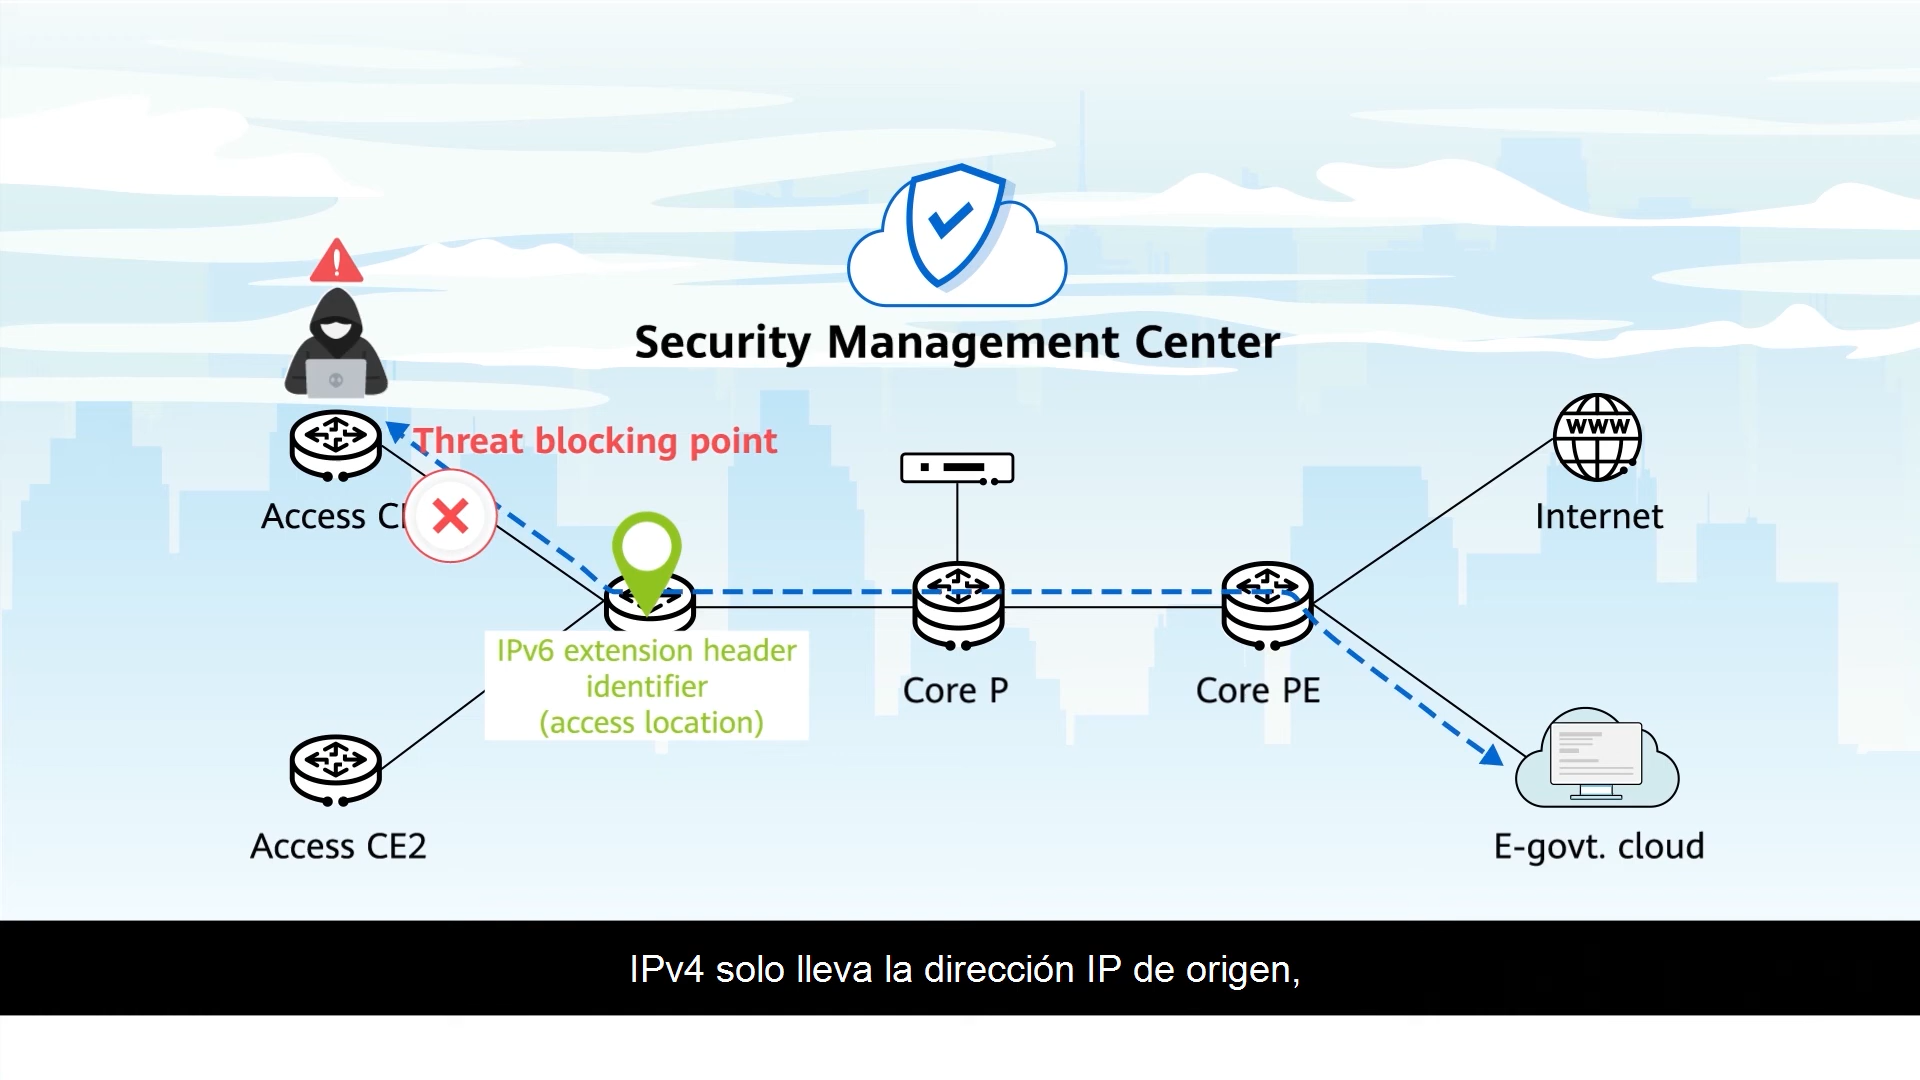 Security Management Center
Threat blocking point
WWW
Access
Internet
IPv6 extension header
identifier
(access location)
Core P
Core PE
Access CE2
E-govt. cloud
IPv4 solo lleva la dirección IP de origen,